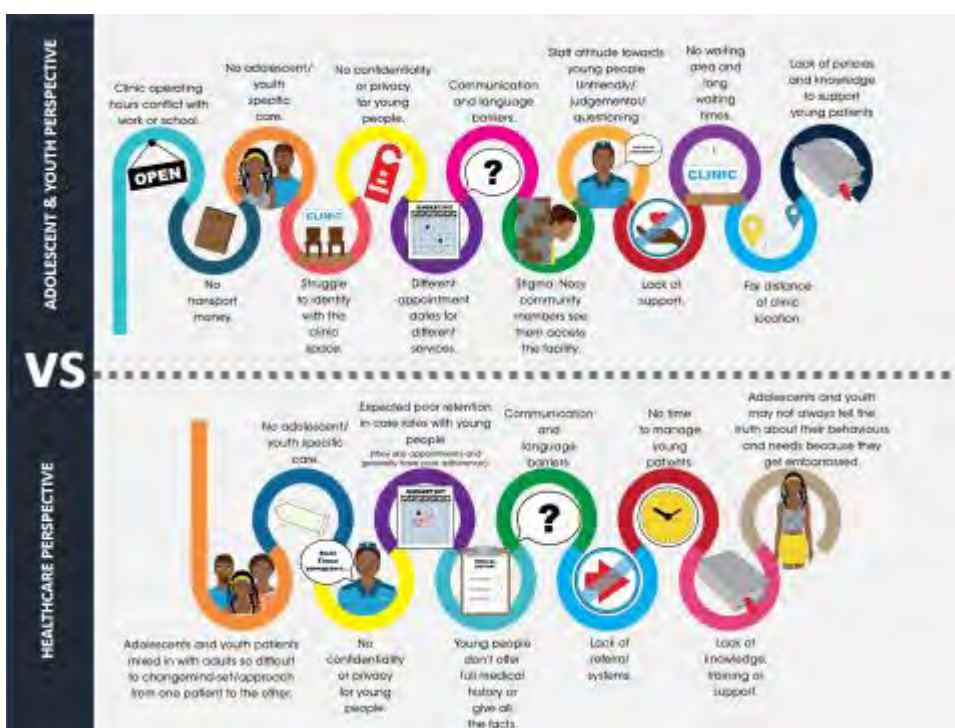 ADOLESCENT & YOUTH PERSPECTIVE
Clinic operating
hours conflict with
work or school.
OPEN
No
transport
money.
No adolescent/
youth
specific
care.
CLINIC
Struggle
to identify
with the
clinic
space.
No confidentiality
or privacy
for young
people.
Different
appointment
dates for
different
services.
Communication
and language
barriers.
?
Stigma. Nosy
community
members see
them access
the facility.
Staff attitude towards
young people
Unfriendly/
judgemental/
questioning
Lack of
support.
No waiting
area and
long
waiting
times.
CLINIC
Far distance
of clinic
location
Lack of policies
and knowledge
to support
young patients
VS
HEALTHCARE PERSPECTIVE
Adolescents and youth patients
mixed in with adults so difficult
to changemind-set/approach
from one patient to the other.
No adolescent/
youth specific
care.
No
confidentiality
or privacy
for young
people.
Expected poor retention
in care rates with young
people
(they skip appointments and
generally have poor adherence)
Young people
don't offer
full medical
history or
give all
the facts.
Communication
and
language
barriers
?
Lack of
referral
systems.
No time
to manage
young
patients
Lack of
knowledge,
training or
support
Adolescents and youth
may not always tell the
truth about their behaviours
and needs because they
get embarrassed.